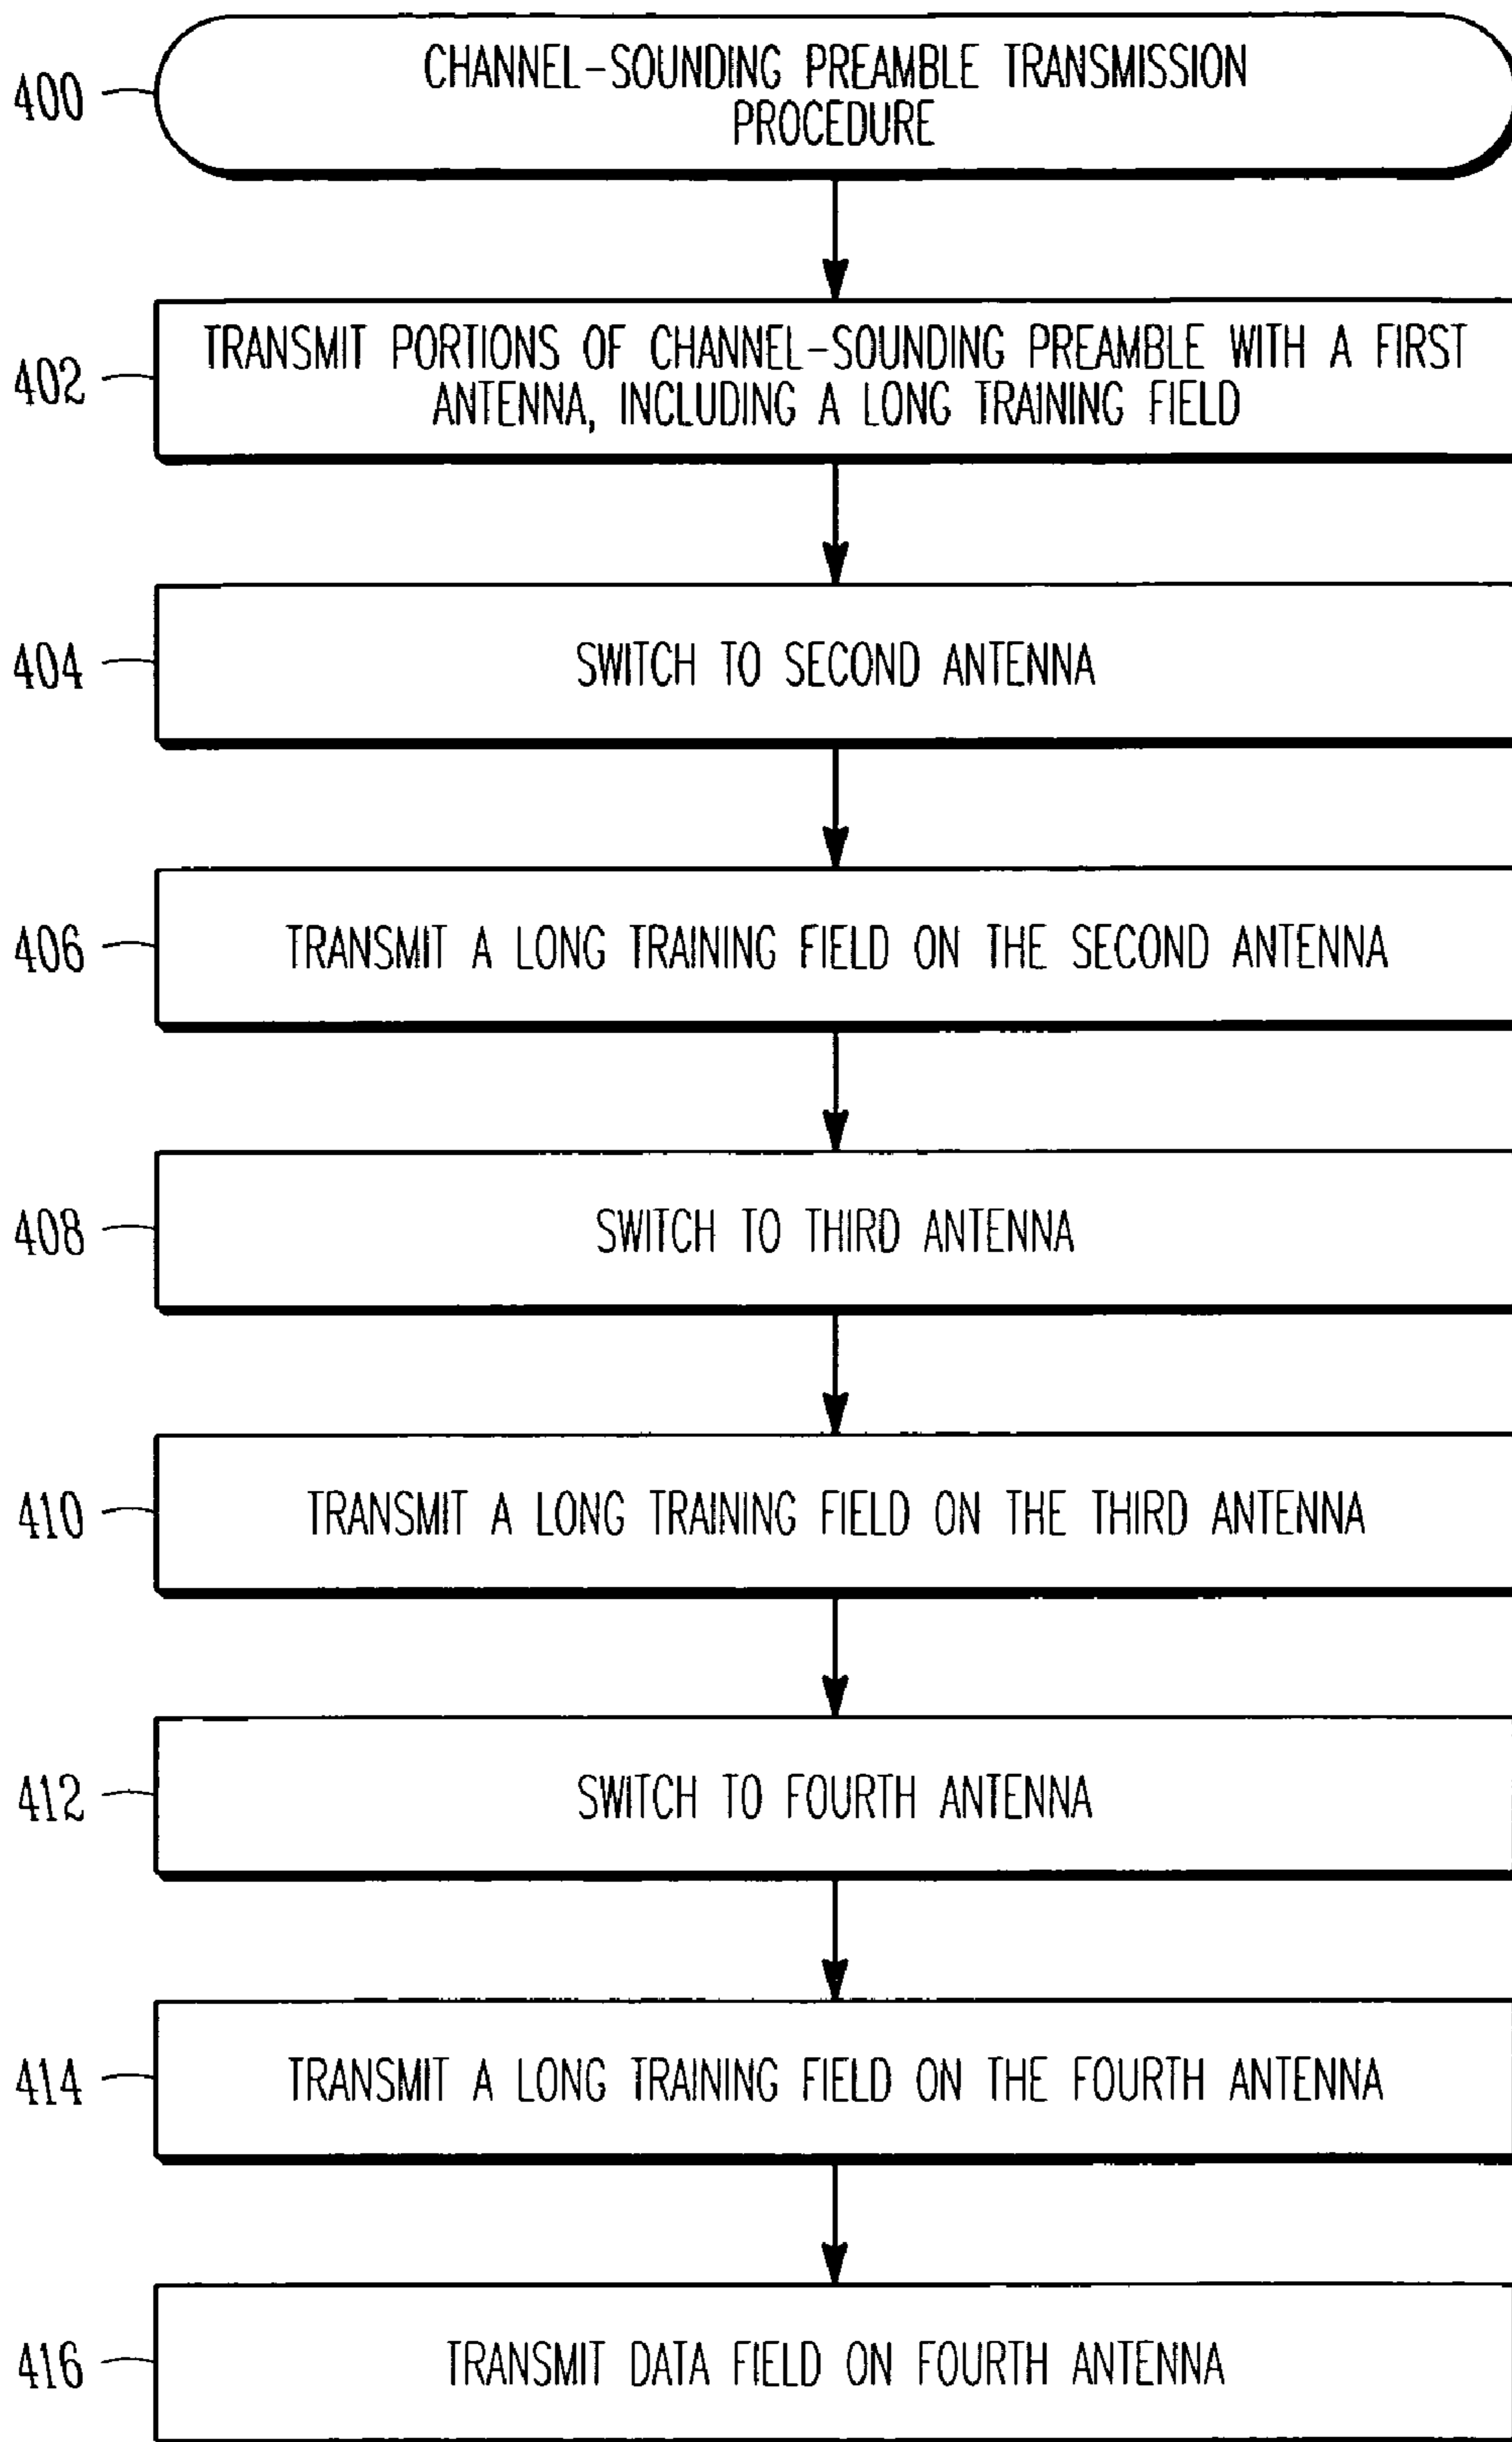 400
CHANNEL-SOUNDING PREAMBLE TRANSMISSION
PROCEDURE
402
TRANSMIT PORTIONS OF CHANNEL-SOUNDING PREAMBLE WITH A FIRST
ANTENNA, INCLUDING A LONG TRAINING FIELD
404
SWITCH TO SECOND ANTENNA
406
TRANSMIT A LONG TRAINING FIELD ON THE SECOND ANTENNA
408
SWITCH TO THIRD ANTENNA
410
TRANSMIT A LONG TRAINING FIELD ON THE THIRD ANTENNA
412
SWITCH TO FOURTH ANTENNA
414
TRANSMIT A LONG TRAINING FIELD ON THE FOURTH ANTENNA
416
TRANSMIT DATA FIELD ON FOURTH ANTENNA